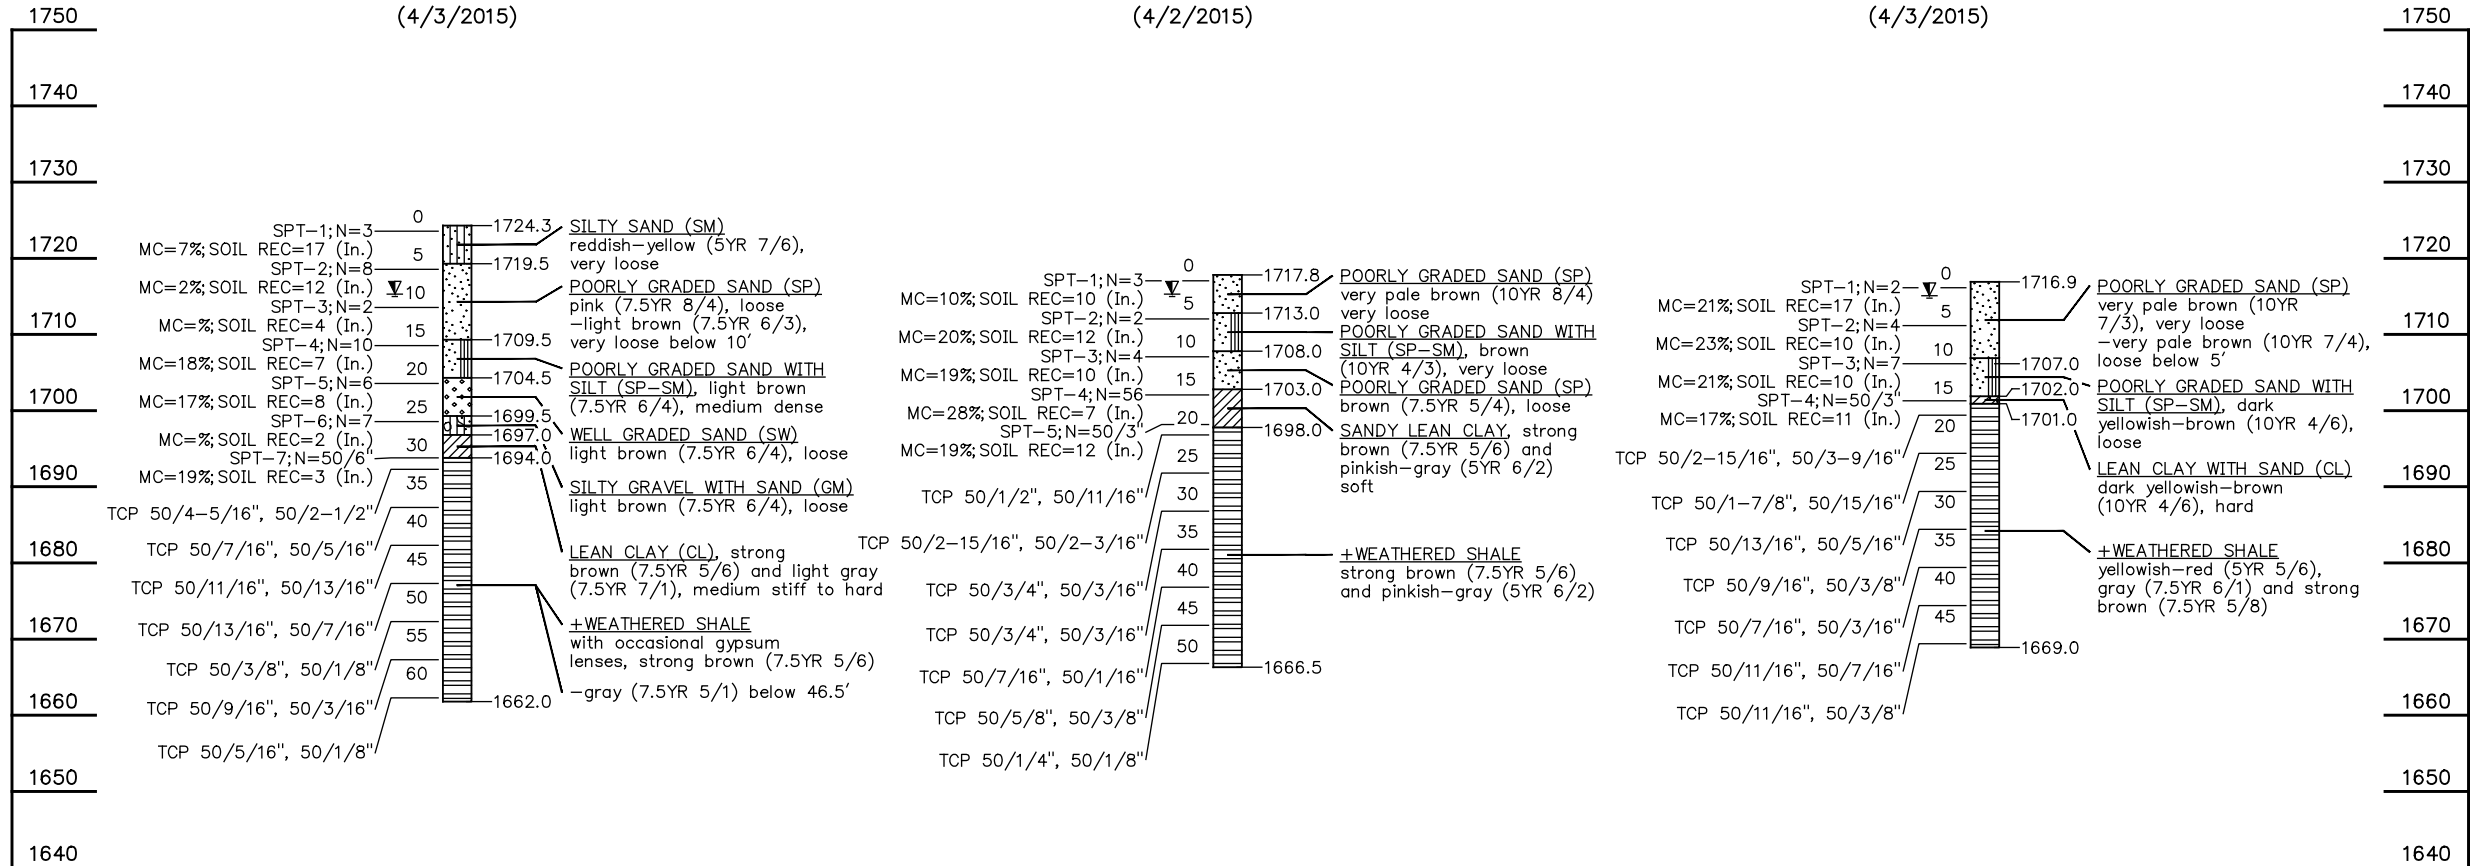 (4/3/2015)
(4/2/2015)
(4/3/2015)
1750
1740
1730
1720
1710
1700
1690
1680
1670
1660
1650
1640
SPT-1;N=3
MC=7%;SOIL REC=17 (In.)
SPT-2;N=8
MC=2%;SOIL REC=12 (In.)
SPT-3;N=2
MC=%;SOIL REC=4 (In.)
SPT-4;N=10
MC=18%;SOIL REC=7 (In.)
SPT-5;N=6
MC=17%;SOIL REC=8 (In.)
SPT-6;N=7
MC=%;SOIL REC=2 (In.)
SPT-7;N=50/6"
MC=19%;SOIL REC=3 (In.)
TCP 50/4-5/16", 50/2-1/2"
TCP 50/7/16", 50/5/16"
TCP 50/11/16", 50/13/16"
TCP 50/13/16", 50/7/16"
TCP 50/3/8", 50/1/8"
TCP 50/9/16", 50/3/16"
TCP 50/5/16", 50/1/8"
0
5
10
15
20
25
30
35
40
45
50
55
60
1724.3
1719.5
1709.5
1704.5
1699.5
1697.0
1694.0
1662.0
SILTY SAND (SM)
reddish-yellow (5YR 7/6),
very loose
POORLY GRADED SAND (SP)
pink (7.5YR 8/4), loose
-light brown (7.5YR 6/3),
very loose below 10'
POORLY GRADED SAND WITH
SILT (SP-SM), light brown
(7.5YR 6/4), medium dense
WELL GRADED SAND (SW)
light brown (7.5YR 6/4), loose
SILTY GRAVEL WITH SAND (GM)
light brown (7.5YR 6/4), loose
LEAN CLAY (CL), strong
brown (7.5YR 5/6) and light gray
(7.5YR 7/1), medium stiff to hard
+WEATHERED SHALE
with occasional gypsum
lenses, strong brown (7.5YR 5/6)
-gray (7.5YR 5/1) below 46.5'
SPT-1;N=3
MC=10%;SOIL REC=10 (In.)
SPT-2;N=2
MC=20%;SOIL REC=12 (In.)
SPT-3;N=4
MC=19%;SOIL REC=10 (In.)
SPT-4;N=56
MC=28%;SOIL REC=7 (In.)
SPT-5;N=50/3"
MC=19%;SOIL REC=12 (In.)
TCP 50/1/2", 50/11/16"
TCP 50/2-15/16", 50/2-3/16"
TCP 50/3/4", 50/3/16"
TCP 50/3/4", 50/3/16"
TCP 50/7/16", 50/1/16"
TCP 50/5/8", 50/3/8"
TCP 50/1/4", 50/1/8"
0
5
10
15
20
25
30
35
40
45
50
1717.8
1713.0
1708.0
1703.0
1698.0
1666.5
POORLY GRADED SAND (SP)
very pale brown (10YR 8/4)
very loose
POORLY GRADED SAND WITH
SILT (SP-SM), brown
(10YR 4/3), very loose
POORLY GRADED SAND (SP)
brown (7.5YR 5/4), loose
SANDY LEAN CLAY, strong
brown (7.5YR 5/6) and
pinkish-gray (5YR 6/2)
soft
+WEATHERED SHALE
strong brown (7.5YR 5/6)
and pinkish-gray (5YR 6/2)
SPT-1;N=2
MC=21%;SOIL REC=17 (In.)
SPT-2;N=4
MC=23%;SOIL REC=10 (In.)
SPT-3;N=7
MC=21%;SOIL REC=10 (In.)
SPT-4;N=50/3"
MC=17%;SOIL REC=11 (In.)
TCP 50/2-15/16", 50/3-9/16"
TCP 50/1-7/8", 50/15/16"
TCP 50/13/16", 50/5/16"
TCP 50/9/16", 50/3/8"
TCP 50/7/16", 50/3/16"
TCP 50/11/16", 50/7/16"
TCP 50/11/16", 50/3/8"
0
5
10
15
20
25
30
35
40
45
1716.9
1707.0
1702.0
1701.0
1669.0
POORLY GRADED SAND (SP)
very pale brown (10YR
7/3), very loose
-very pale brown (10YR 7/4),
loose below 5'
POORLY GRADED SAND WITH
SILT (SP-SM), dark
yellowish-brown (10YR 4/6),
loose
LEAN CLAY WITH SAND (CL)
dark yellowish-brown
(10YR 4/6), hard
+WEATHERED SHALE
yellowish-red (5YR 5/6),
gray (7.5YR 6/1) and strong
brown (7.5YR 5/8)
1750
1740
1730
1720
1710
1700
1690
1680
1670
1660
1650
1640